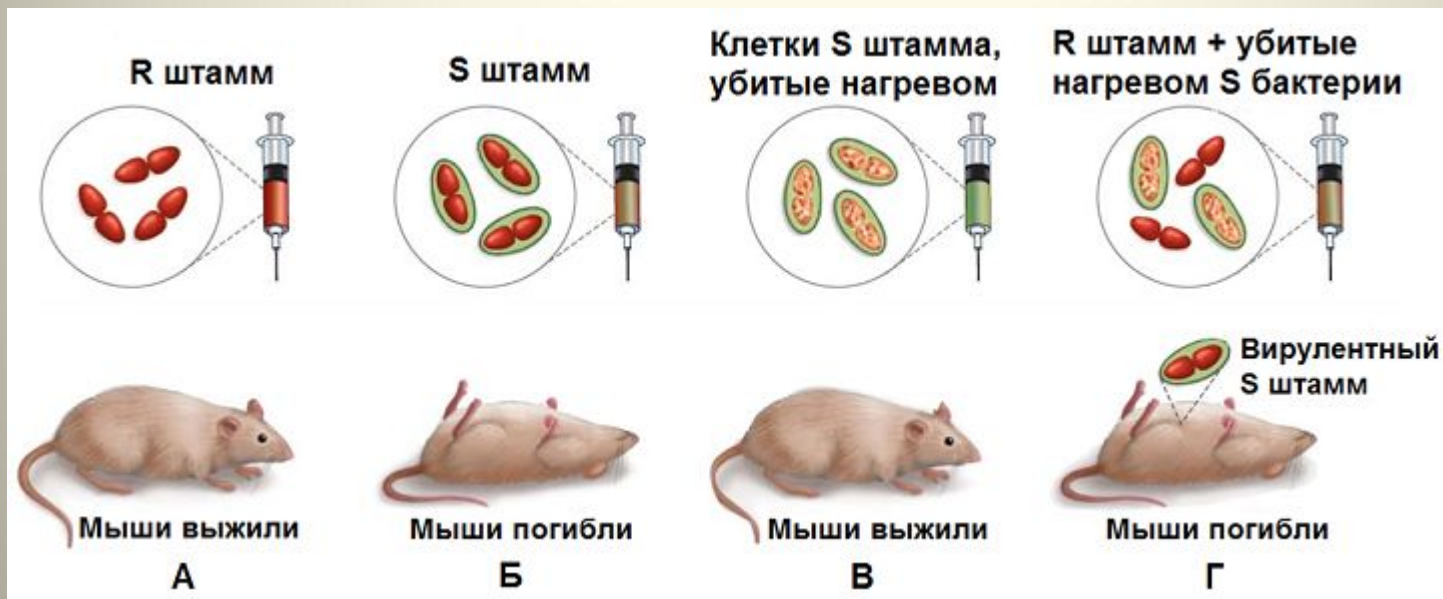 R штамм
S штамм
Клетки S штамма,
убитые нагревом
R штамм + убитые
нагревом S бактерии
Вирулентный
S штамм
Мыши выжили
Мыши погибли
Мыши выжили
Мыши погибли
А
Б
В
Г